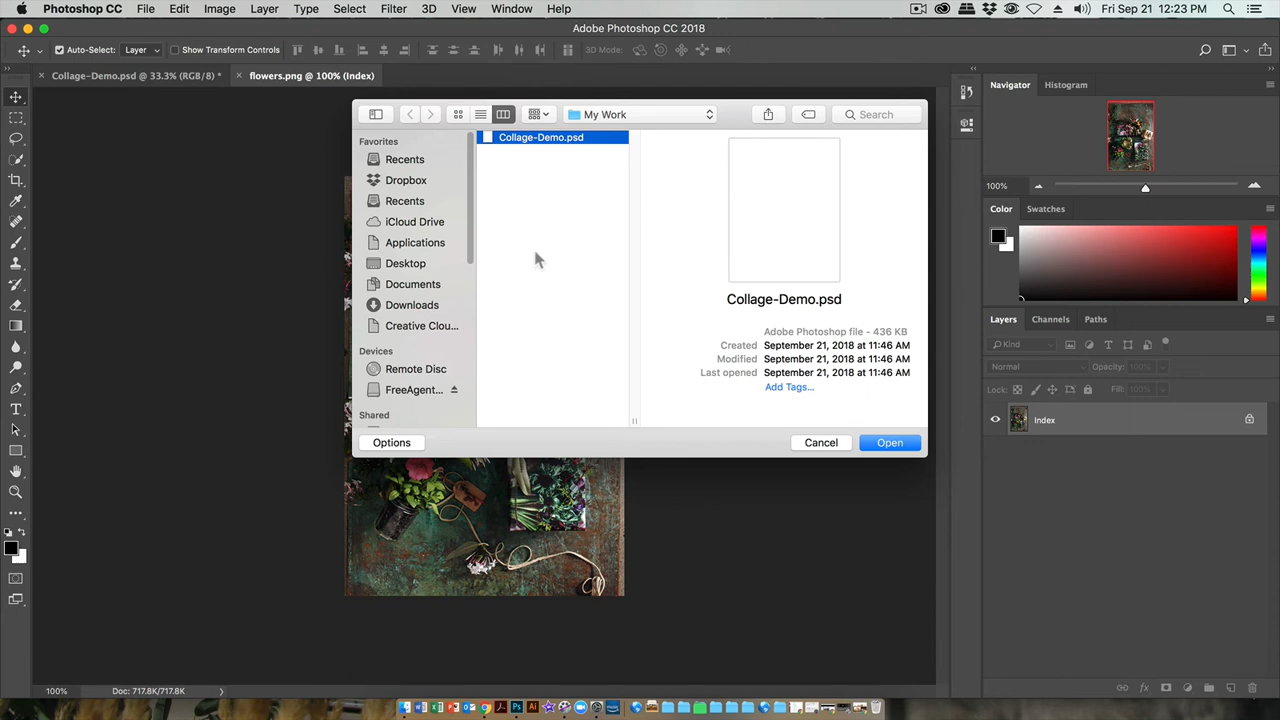 Photoshop CC File Edit Image Layer Type Select Filter 3D View Window Help Fri Sep 21 12:23 PM
Adobe Photoshop CC 2018
Auto-Select: Layer Show Transform Controls 3D Mode:
Collage-Demo.psd @ 33.3% (RGB/8) * flowers.png @ 100% (Index)
Navigator Histogram
My Work Search
Favorites
Recents
Dropbox
Recents
iCloud Drive
Applications
Desktop
Documents
Downloads
Creative Clou...
Devices
Remote Disc
FreeAgent...
Shared
Collage-Demo.psd
Collage-Demo.psd
Adobe Photoshop file - 436 KB
Created September 21, 2018 at 11:46 AM
Modified September 21, 2018 at 11:46 AM
Last opened September 21, 2018 at 11:46 AM
Add Tags...
Options Cancel Open
100%
Color Swatches
Layers Channels Paths
Kind
Normal Opacity: 100%
Lock: Fill: 100%
Index
100% Doc: 717.8K/717.8K